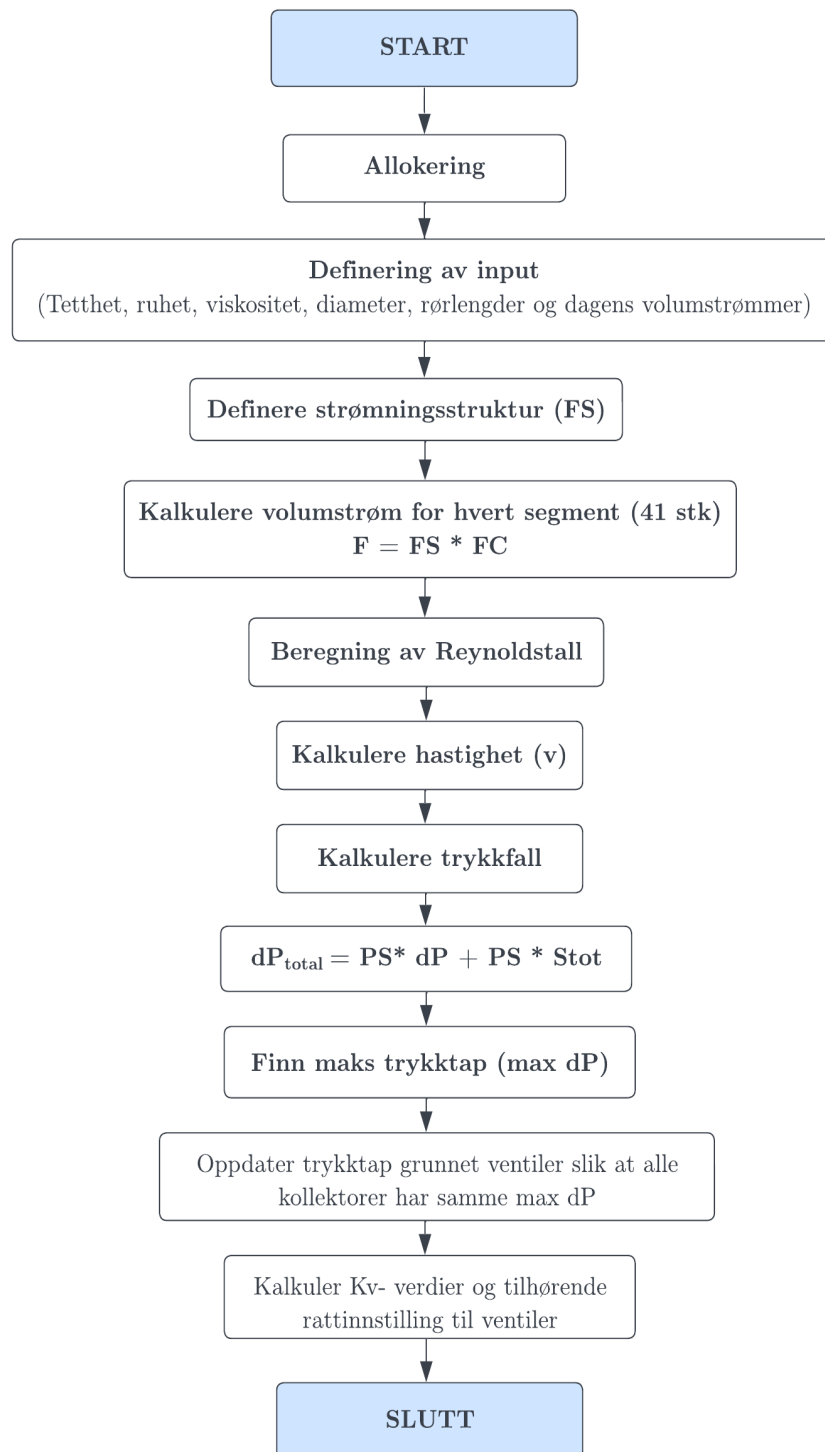 START
Allokering
Definering av input
(Tetthet, ruhet, viskositet, diameter, rørlengder og dagens volumstrømmer)
Definere strømningsstruktur (FS)
Kalkulere volumstrøm for hvert segment (41 stk)
F = FS * FC
Beregning av Reynoldstall
Kalkulere hastighet (v)
Kalkulere trykkfall
dPtotal = PS* dP + PS * Stot
Finn maks trykktap (max dP)
Oppdater trykktap grunnet ventiler slik at alle
kollektorer har samme max dP
Kalkuler Kv- verdier og tilhørende
rattinnstilling til ventiler
SLUTT